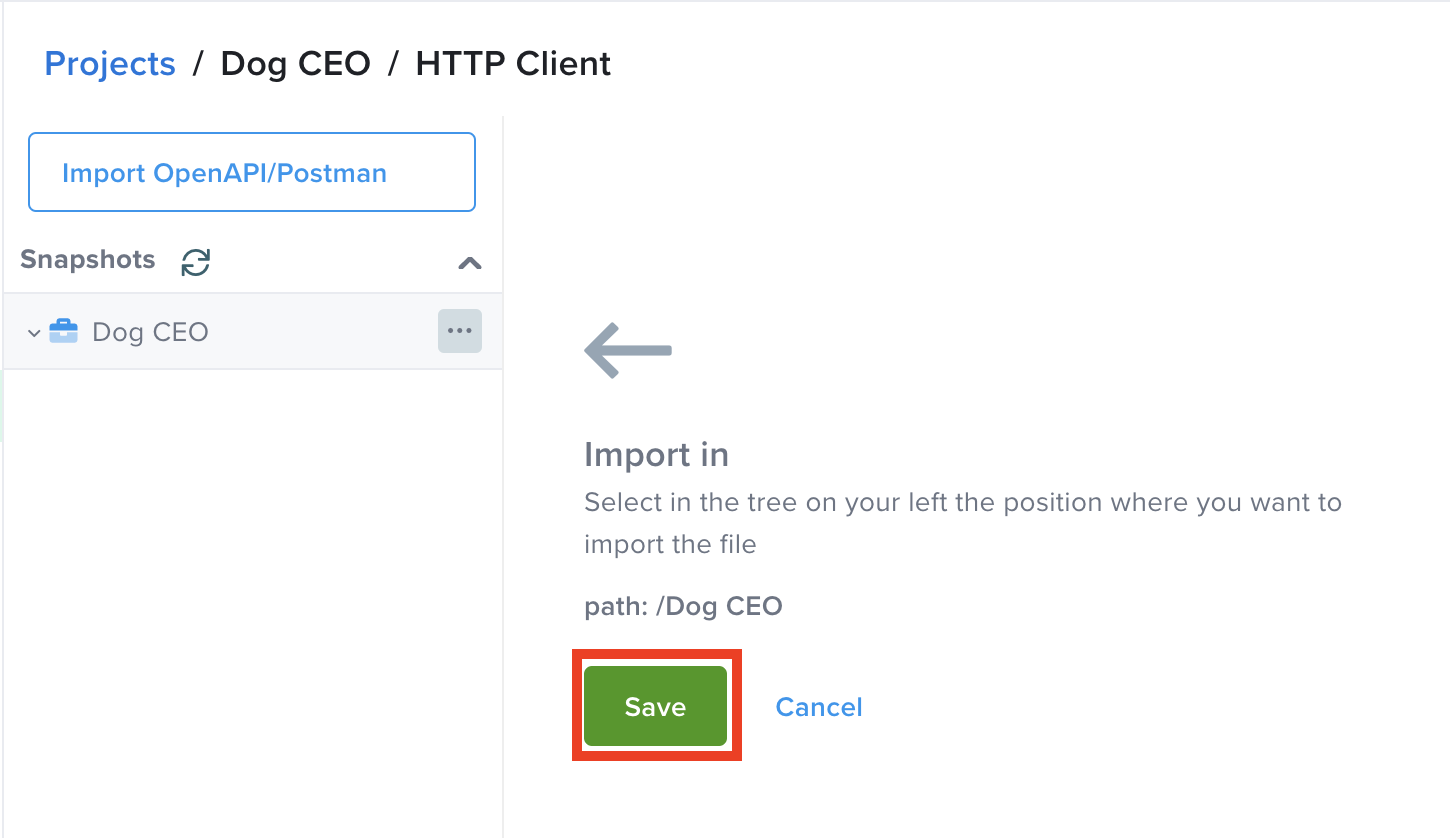 Projects / Dog CEO / HTTP Client
Import OpenAPI/Postman
Snapshots
Dog CEO
Import in
Select in the tree on your left the position where you want to
import the file
path: /Dog CEO
Save
Cancel